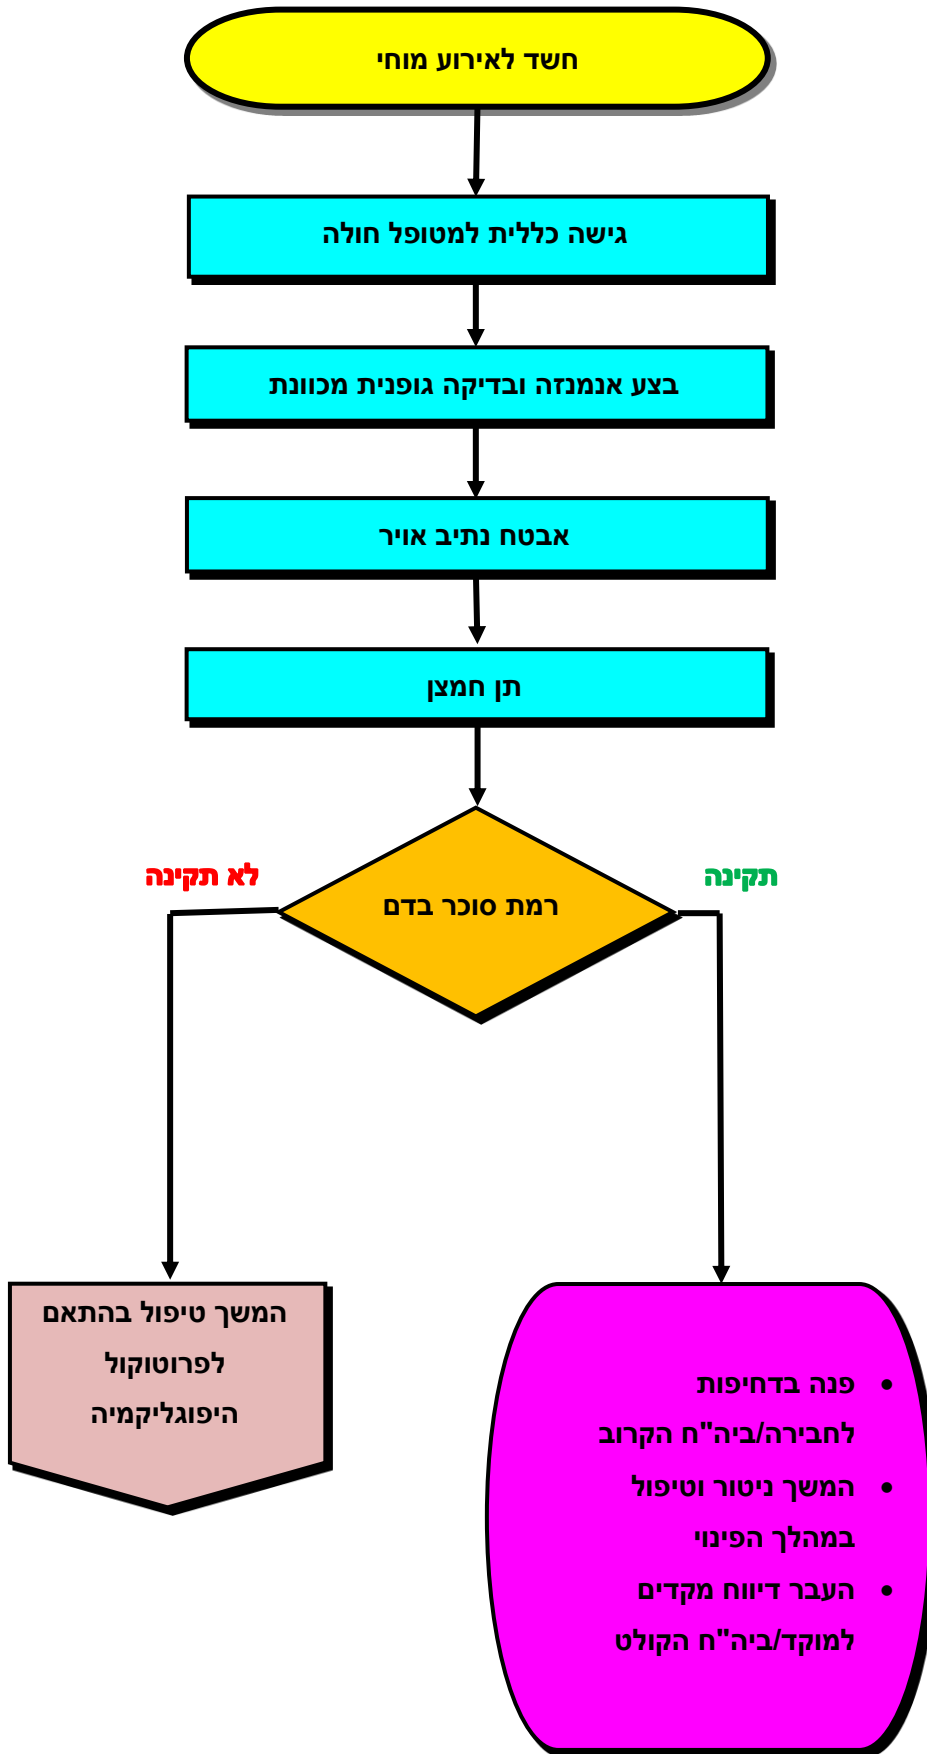 חשד לאירוע מוחי
גישה כללית למטופל חולה
בצע אנמנזה ובדיקה גופנית מכוונת
אבטח נתיב אויר
תן חמצן
רמת סוכר בדם
תקינה
לא תקינה
• פנה בדחיפות
לחבירה/ביה"ח הקרוב
• המשך ניטור וטיפול
במהלך הפינוי
• העבר דיווח מקדים
למוקד/ביה"ח הקולט
המשך טיפול בהתאם
לפרוטוקול
היפוגליקמיה